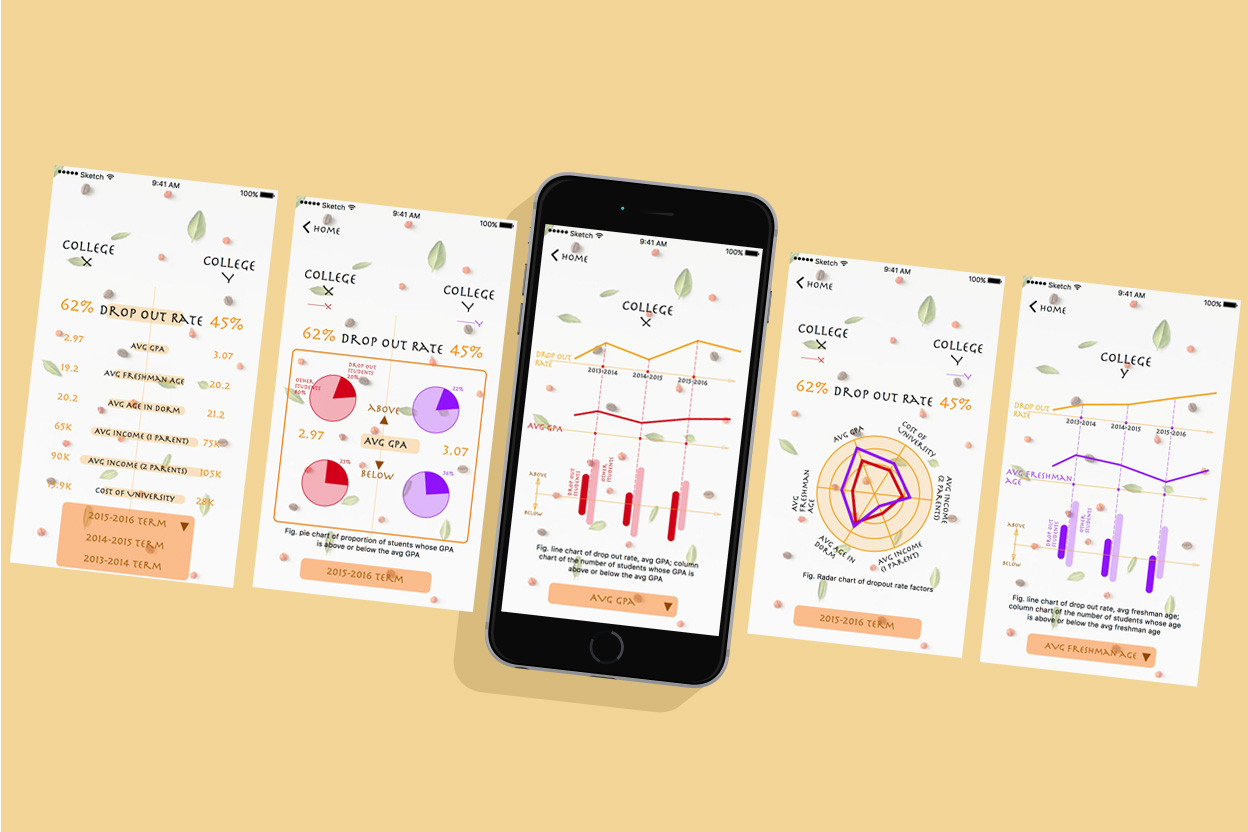 Sketch 9:41 AM 100%
COLLEGE
X
COLLEGE
Y
62% DROP OUT RATE 45%
2.97 AVG GPA 3.07
19.2 AVG FRESHMAN AGE 20.2
20.2 AVG AGE IN DORM 21.2
65K AVG INCOME (1 PARENT) 75K
90K AVG INCOME (2 PARENTS) 105K
COST OF UNIVERSITY 28K
2015-2016 TERM
2014-2015 TERM
2013-2014 TERM
Sketch 9:41 AM 100%
HOME
COLLEGE
X
X
COLLEGE
Y
Y
62% DROP OUT RATE 45%
DROP OUT
STUDENTS
20%
OTHER
STUDENTS
80%
22%
ABOVE
2.97 AVG GPA 3.07
BELOW
25%
26%
Fig. pie chart of proportion of stuents whose GPA
is above or below the avg GPA
2015-2016 TERM
Sketch 9:41 AM 100%
HOME
COLLEGE
X
DROP OUT
RATE
2013-2014 2014-2015 2015-2016
AVG GPA
ABOVE
BELOW
DROP OUT
STUDENTS
OTHER
STUDENTS
Fig. line chart of drop out rate, avg GPA; column
chart of the number of students whose GPA is
above or below the avg GPA
AVG GPA
Sketch 9:41 AM 100%
HOME
COLLEGE
X
X
COLLEGE
Y
Y
62% DROP OUT RATE 45%
AVG GPA
COST OF
UNIVERSITY
AVG INCOME
(2 PARENTS)
AVG INCOME
(1 PARENT)
AVG AGE IN
DORM
AVG
FRESHMAN
AGE
Fig. Radar chart of dropout rate factors
2015-2016 TERM
Sketch 9:41 AM 100%
HOME
COLLEGE
Y
DROP OUT
RATE
2013-2014 2014-2015 2015-2016
AVG FRESHMAN
AGE
ABOVE
BELOW
DROP OUT
STUDENTS
OTHER
STUDENTS
Fig. line chart of drop out rate, avg freshman age;
column chart of the number of students whose age
is above or below the avg freshman age
AVG FRESHMAN AGE